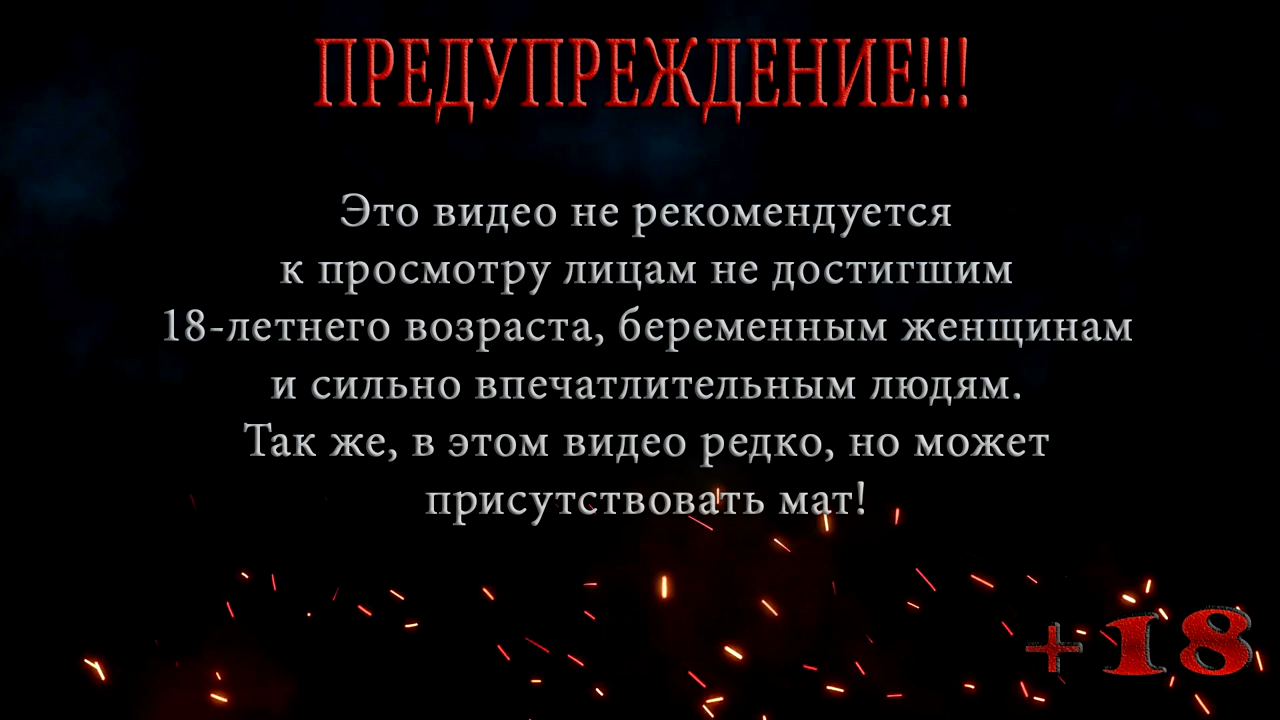 ПРЕДУПРЕЖДЕНИЕ!!!
Это видео не рекомендуется
к просмотру лицам не достигшим
18-летнего возраста, беременным женщинам
и сильно впечатлительным людям.
Так же, в этом видео редко, но может
присутствовать мат!
+18